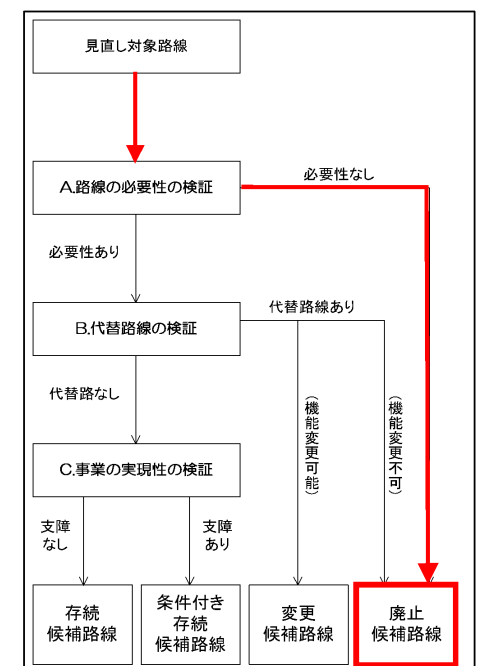 見直し対象路線
A.路線の必要性の検証
必要性なし
必要性あり
B.代替路線の検証
代替路線あり
代替路なし
（機能変更可能）
（機能変更不可）
C.事業の実現性の検証
支障
なし
支障
あり
存続
候補路線
条件付き
存続
候補路線
変更
候補路線
廃止
候補路線